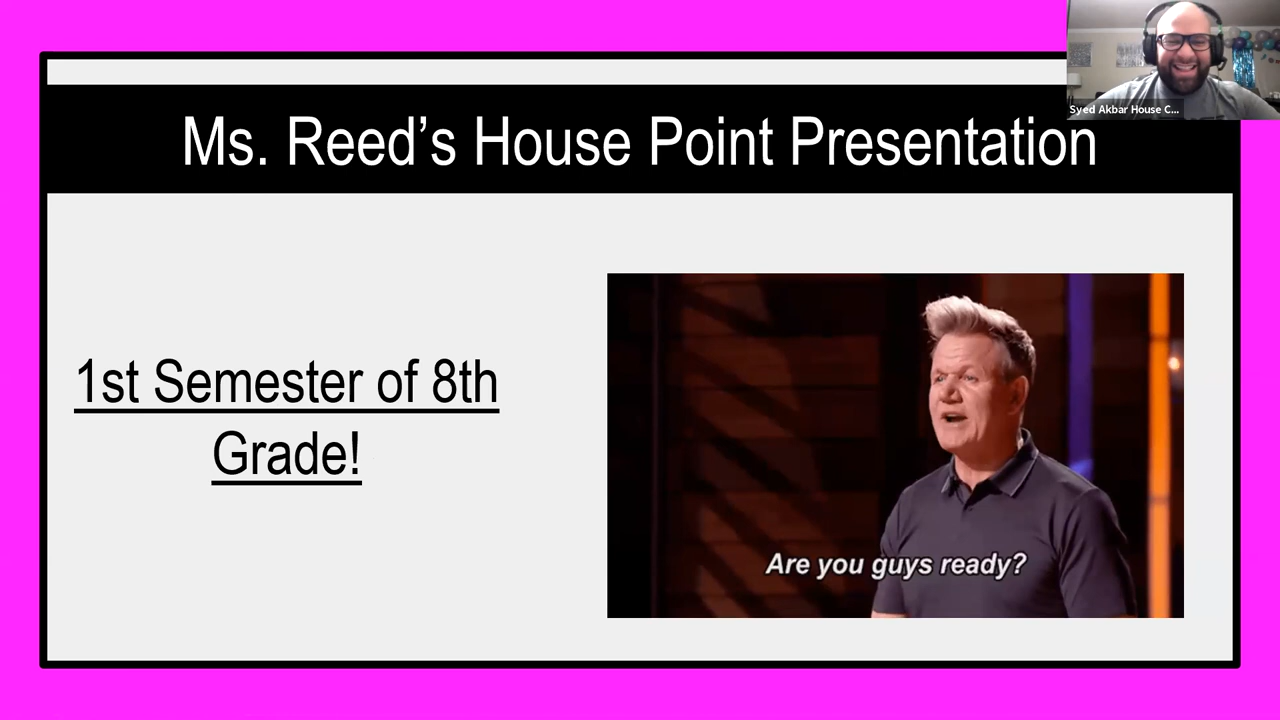 Syed Akbar House C...
Ms. Reed’s House Point Presentation
1st Semester of 8th
Grade!
Are you guys ready?